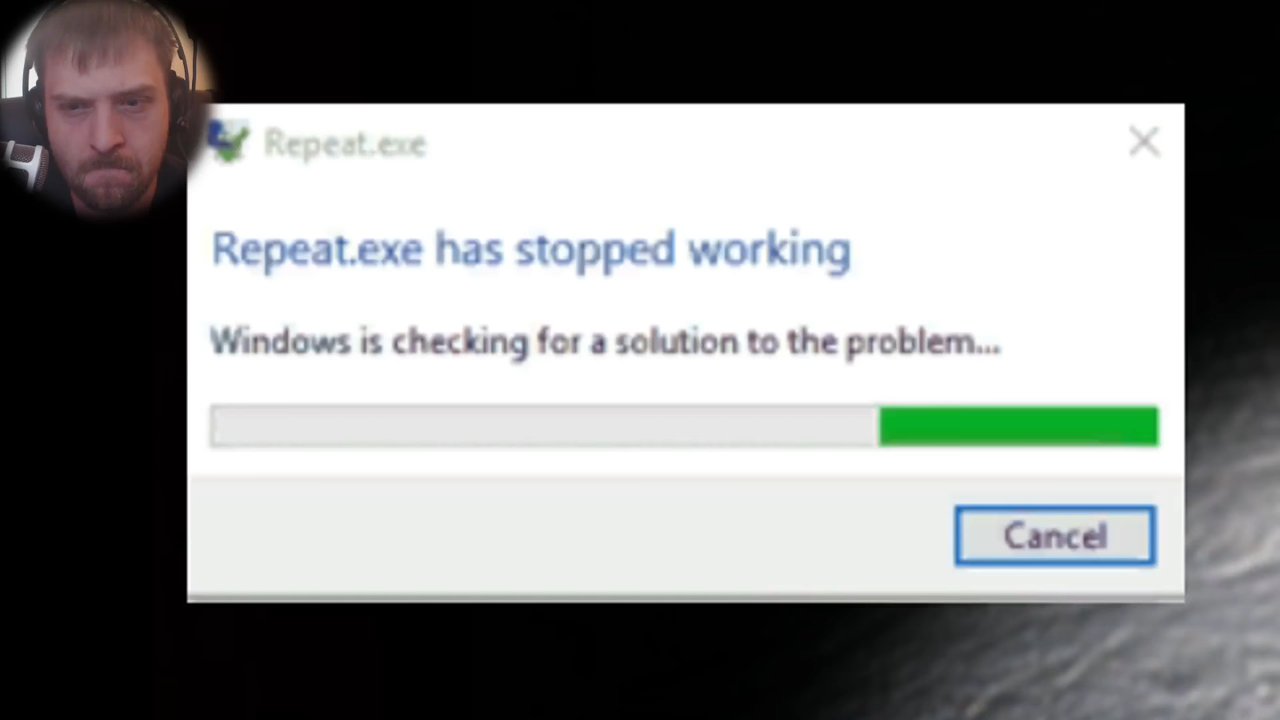 Repeat.exe
Repeat.exe has stopped working
Windows is checking for a solution to the problem...
Cancel